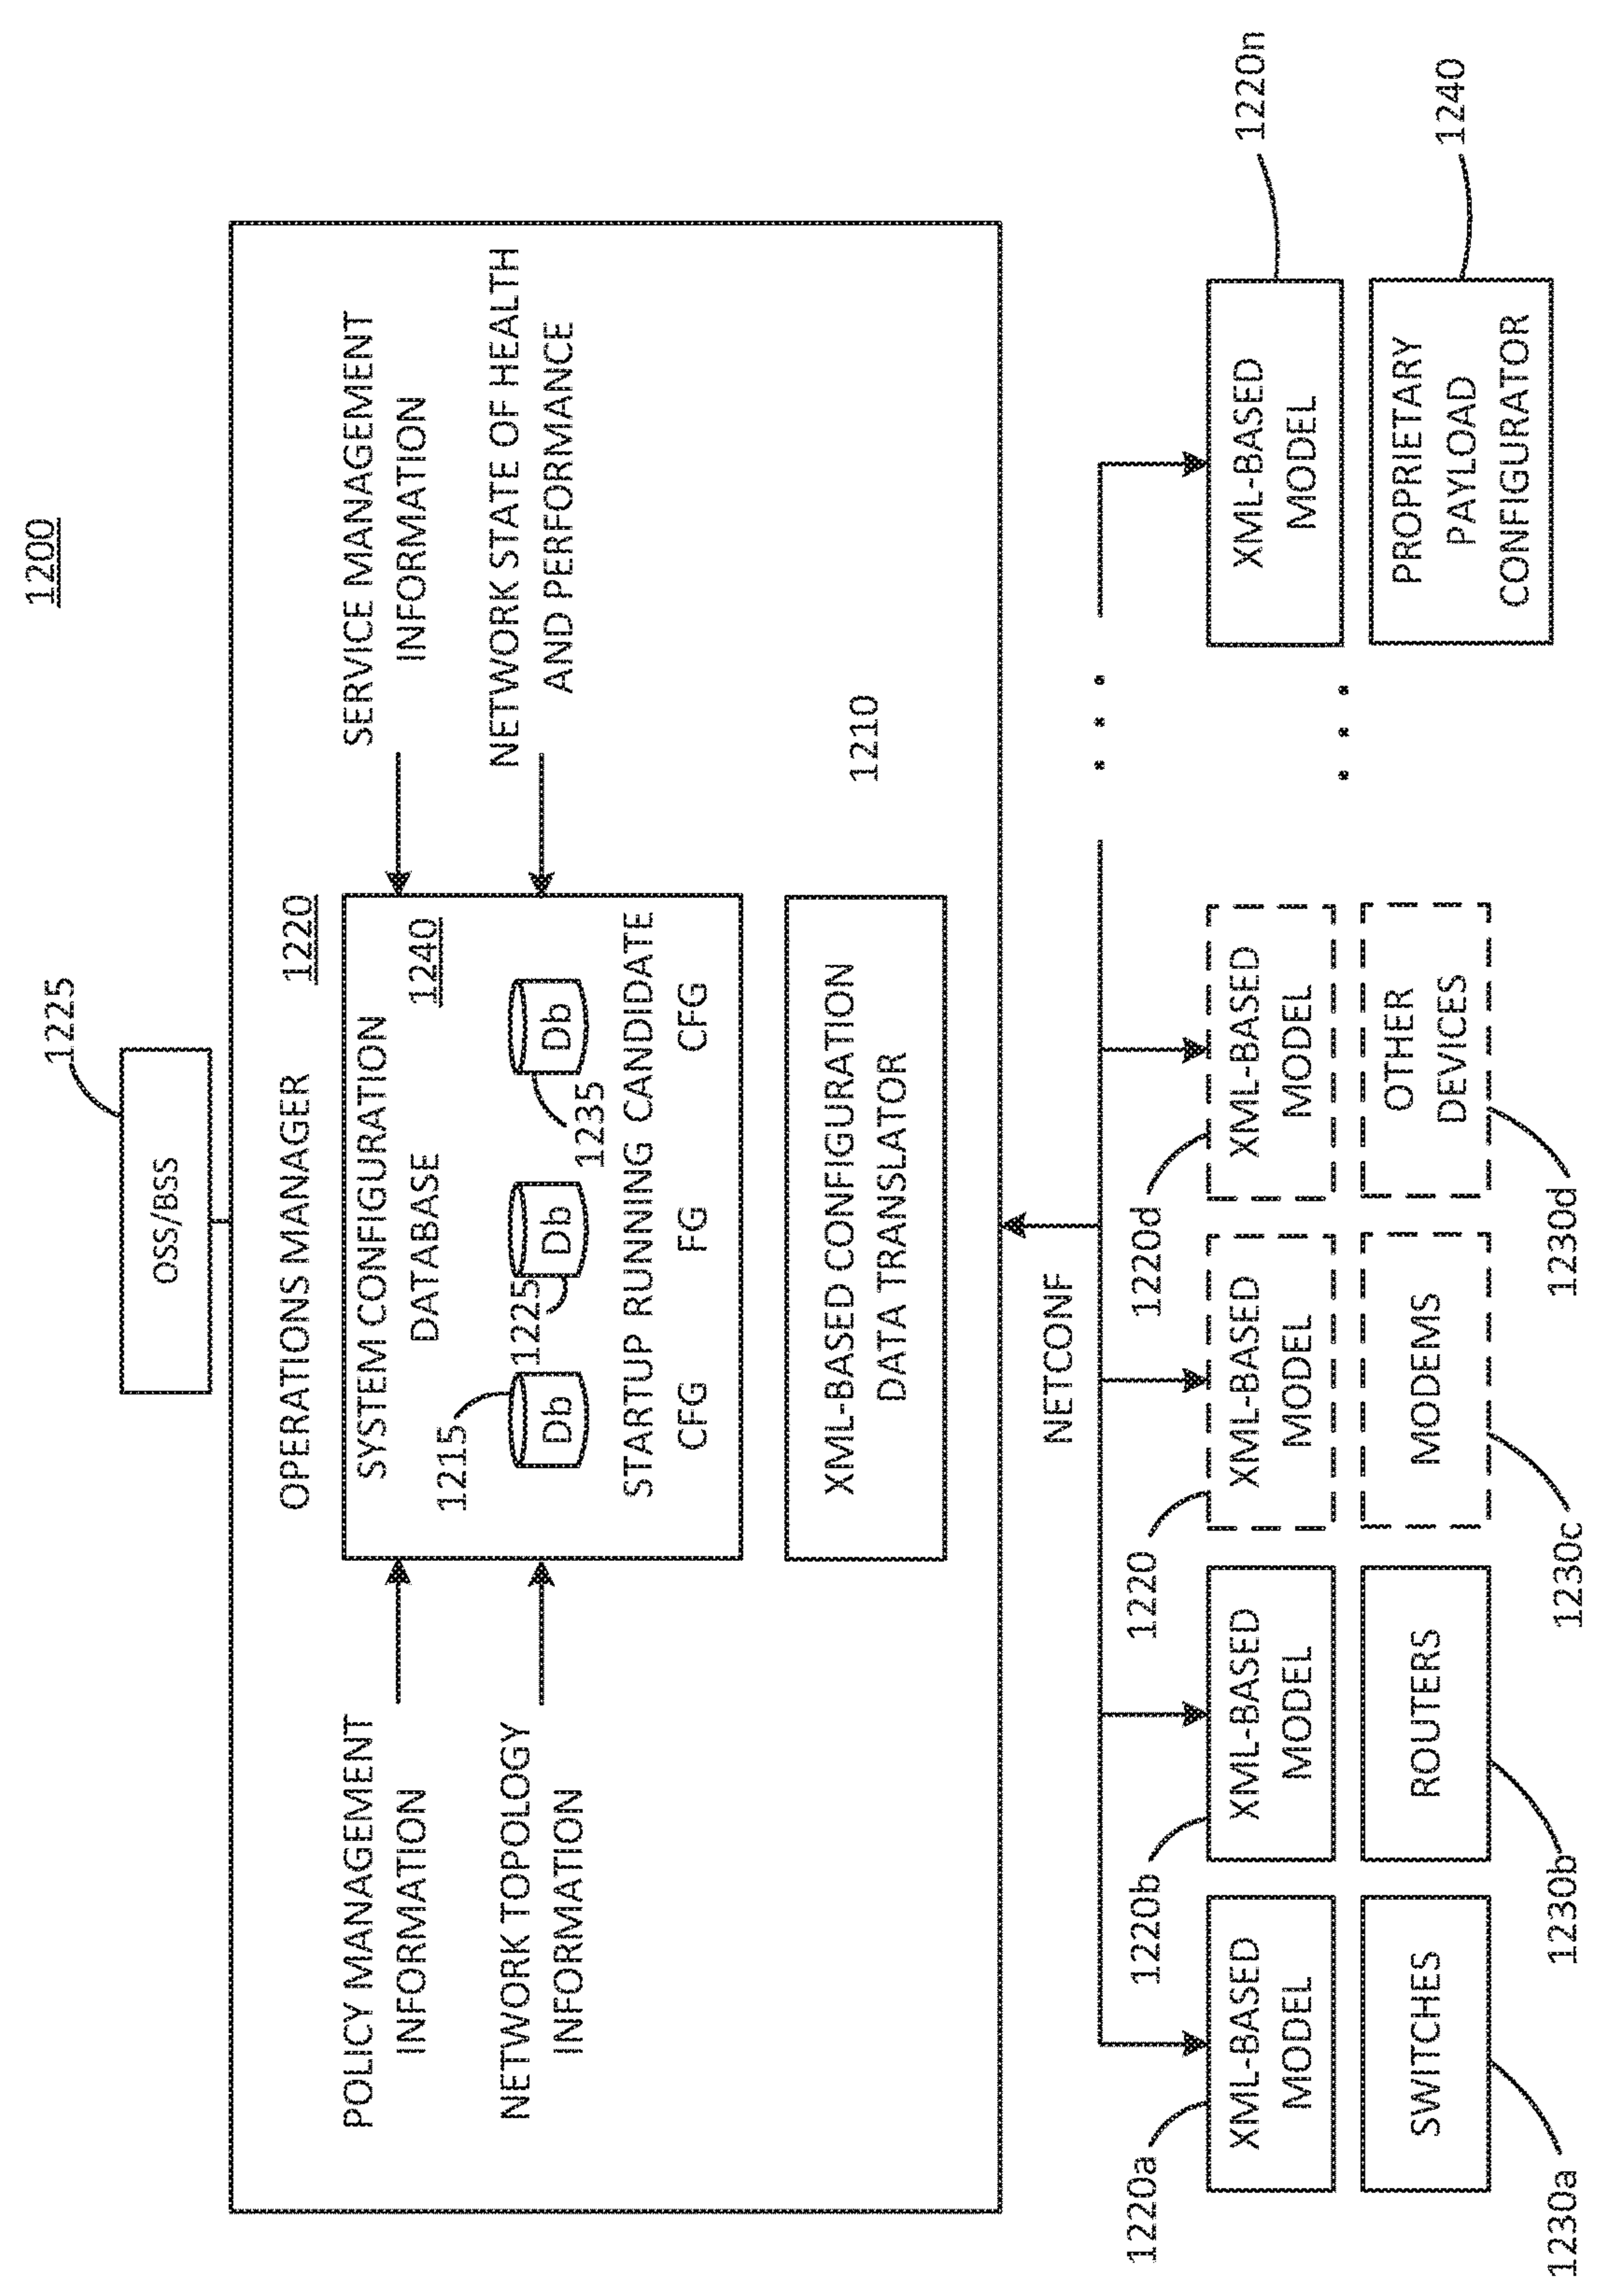 1200
1225
OSS/BSS
OPERATIONS MANAGER 1220
POLICY MANAGEMENT
INFORMATION
NETWORK TOPOLOGY
INFORMATION
SYSTEM CONFIGURATION
DATABASE
1240
1215
Db
1225
Db
1235
Db
STARTUP RUNNING CANDIDATE
CFG FG CFG
SERVICE MANAGEMENT
INFORMATION
NETWORK STATE OF HEALTH
AND PERFORMANCE
XML-BASED CONFIGURATION
DATA TRANSLATOR
1210
NETCONF
1220a
XML-BASED
MODEL
SWITCHES
1230a
1220b
XML-BASED
MODEL
ROUTERS
1230b
1220
XML-BASED
MODEL
MODEMS
1230c
1220d
XML-BASED
MODEL
OTHER
DEVICES
1230d
XML-BASED
MODEL
1220n
PROPRIETARY
PAYLOAD
CONFIGURATOR
1240